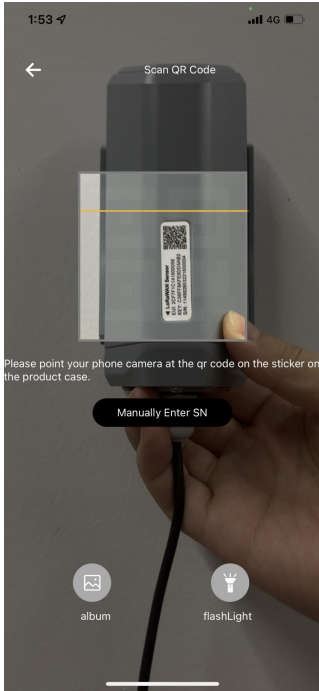 1:53
4G
Scan QR Code
LoRaWAN Sensor
Please point your phone camera at the qr code on the sticker on
the product case.
Manually Enter SN
album
flashLight